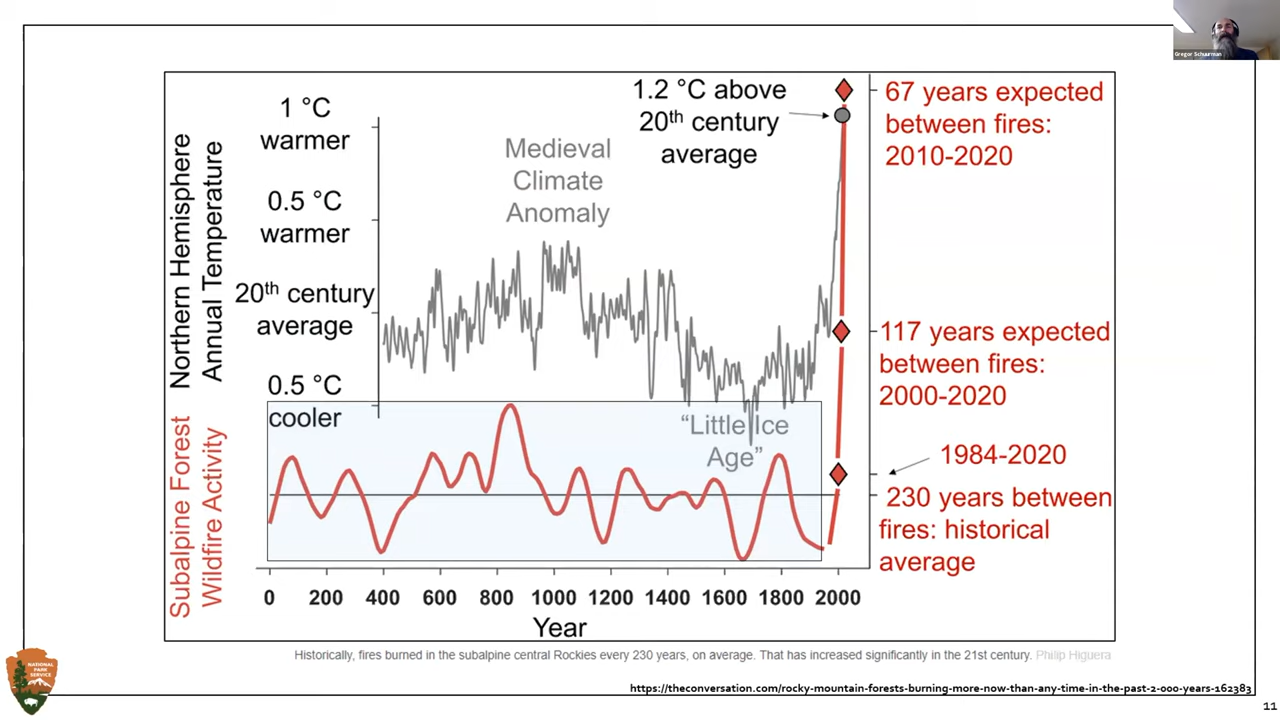 Gregor Schuurman
1 °C
warmer
0.5 °C
warmer
20th century
average
0.5 °C
cooler
Northern Hemisphere
Annual Temperature
Subalpine Forest
Wildfire Activity
Medieval
Climate
Anomaly
1.2 °C above
20th century
average
"Little Ice
Age"
67 years expected
between fires:
2010-2020
117 years expected
between fires:
2000-2020
1984-2020
230 years between
fires: historical
average
0 200 400 600 800 1000 1200 1400 1600 1800 2000
Year
Historically, fires burned in the subalpine central Rockies every 230 years, on average. That has increased significantly in the 21st century. Philip Higuera
NATIONAL
PARK
SERVICE
https://theconversation.com/rocky-mountain-forests-burning-more-now-than-any-time-in-the-past-2-000-years-162383
11